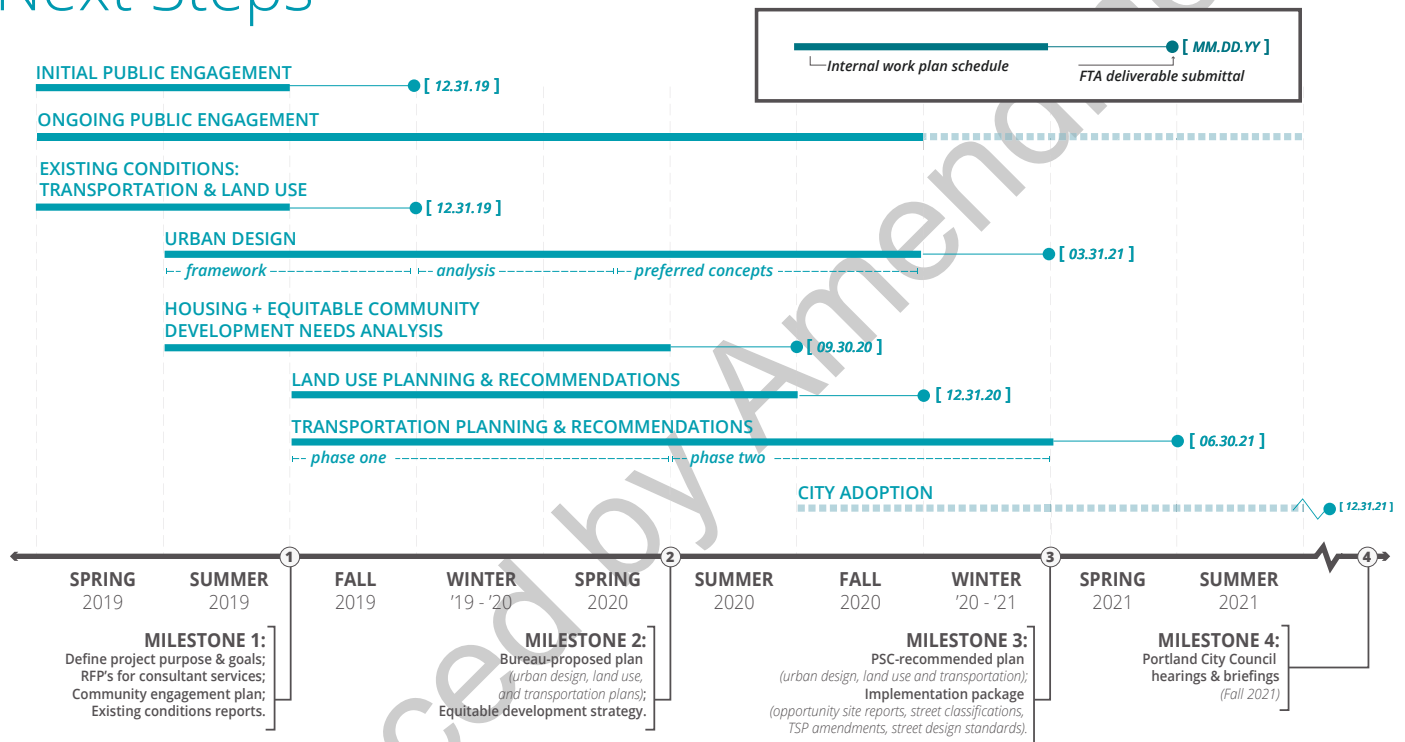 Next Steps
[ MM.DD.YY ]
Internal work plan schedule
FTA deliverable submittal
INITIAL PUBLIC ENGAGEMENT
[ 12.31.19 ]
ONGOING PUBLIC ENGAGEMENT
EXISTING CONDITIONS:
TRANSPORTATION & LAND USE
[ 12.31.19 ]
URBAN DESIGN
[ 03.31.21 ]
framework analysis preferred concepts
HOUSING + EQUITABLE COMMUNITY
DEVELOPMENT NEEDS ANALYSIS
[ 09.30.20 ]
LAND USE PLANNING & RECOMMENDATIONS
[ 12.31.20 ]
TRANSPORTATION PLANNING & RECOMMENDATIONS
[ 06.30.21 ]
phase one phase two
CITY ADOPTION
[ 12.31.21 ]
1 2 3 4
SPRING SUMMER FALL WINTER SPRING SUMMER FALL WINTER SPRING SUMMER
2019 2019 2019 '19 - '20 2020 2020 2020 '20 - '21 2021 2021
MILESTONE 1:
Define project purpose & goals;
RFP's for consultant services;
Community engagement plan;
Existing conditions reports.
MILESTONE 2:
Bureau-proposed plan
(urban design, land use,
and transportation plans);
Equitable development strategy.
MILESTONE 3:
PSC-recommended plan
(urban design, land use and transportation);
Implementation package
(opportunity site reports, street classifications,
TSP amendments, street design standards).
MILESTONE 4:
Portland City Council
hearings & briefings
(Fall 2021)
by